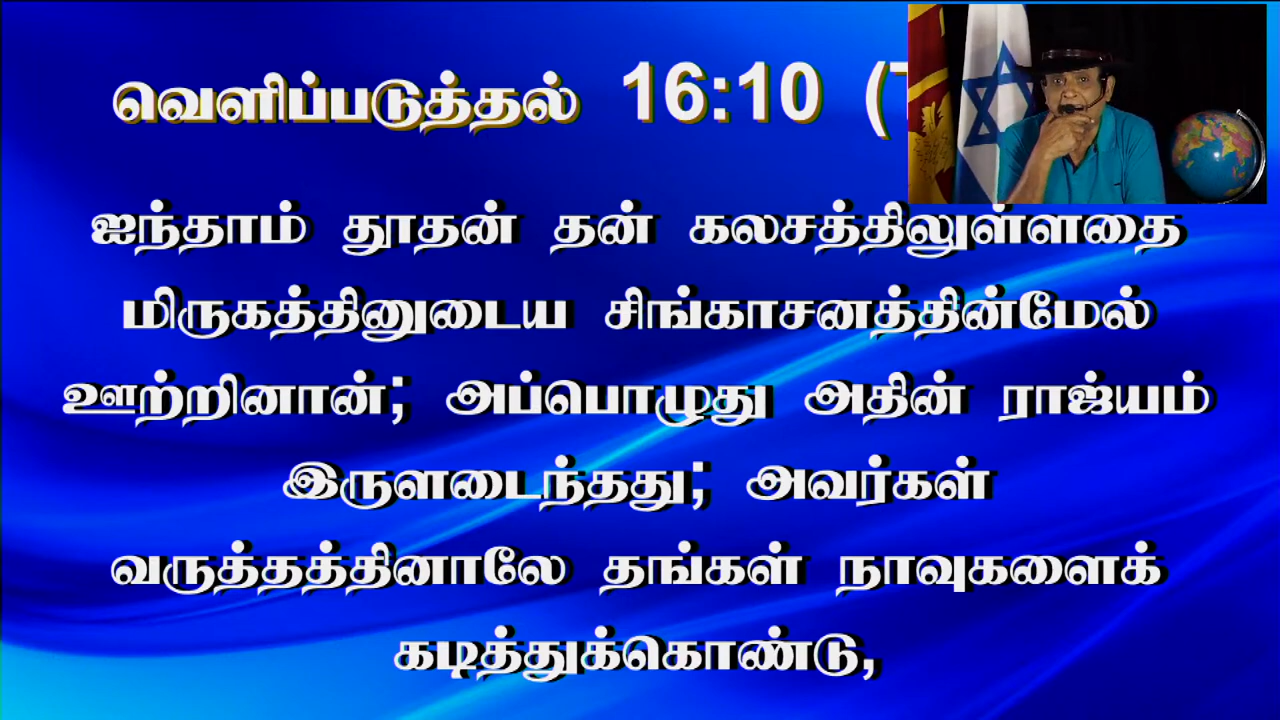 வெளிப்படுத்தல் 16:10 (
ஐந்தாம் தூதன் தன் கலசத்திலுள்ளதை
மிருகத்தினுடைய சிங்காசனத்தின்மேல்
ஊற்றினான்; அப்பொழுது அதின் ராஜ்யம்
இருளடைந்தது; அவர்கள்
வருத்தத்தினாலே தங்கள் நாவுகளைக்
கடித்துக்கொண்டு,